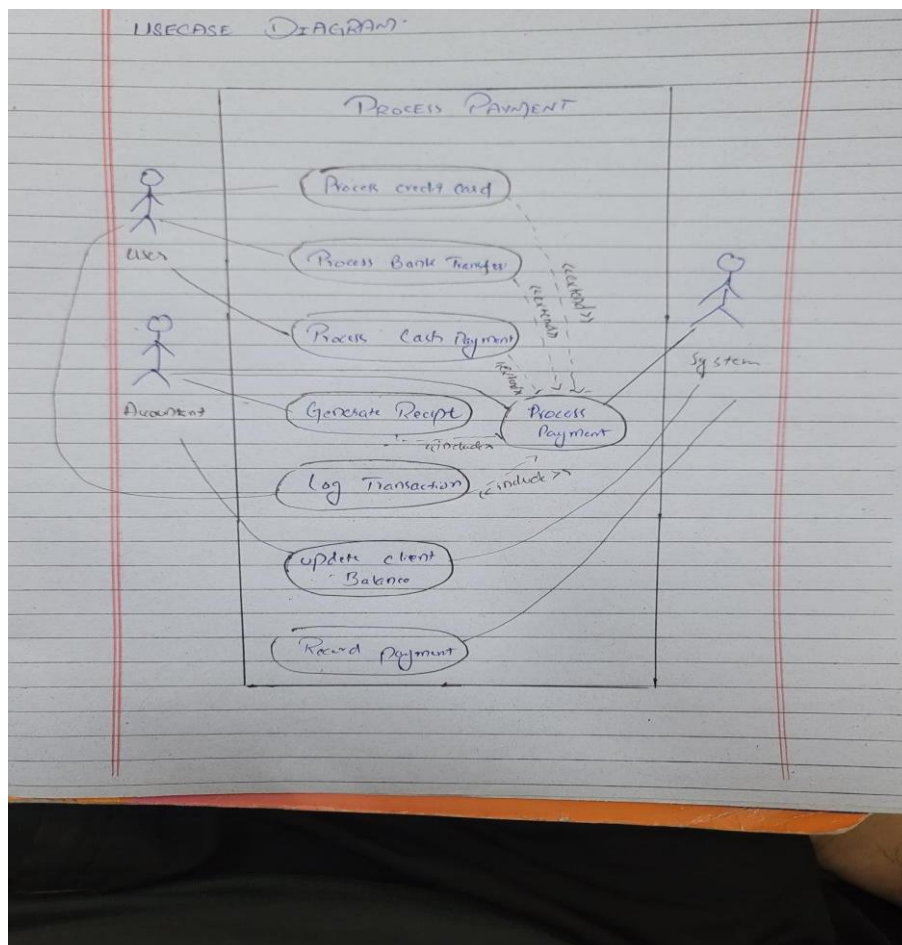 USECASE DIAGRAM
PROCESS PAYMENT
Process credit card
User
Process Bank Transfer
<<extend>>
<<extend>>
Process Cash Payment
<<extend>>
System
Accountant
Generate Recipt
Process
Payment
<<include>>
Log Transaction
<<include>>
update client
Balance
Record payment